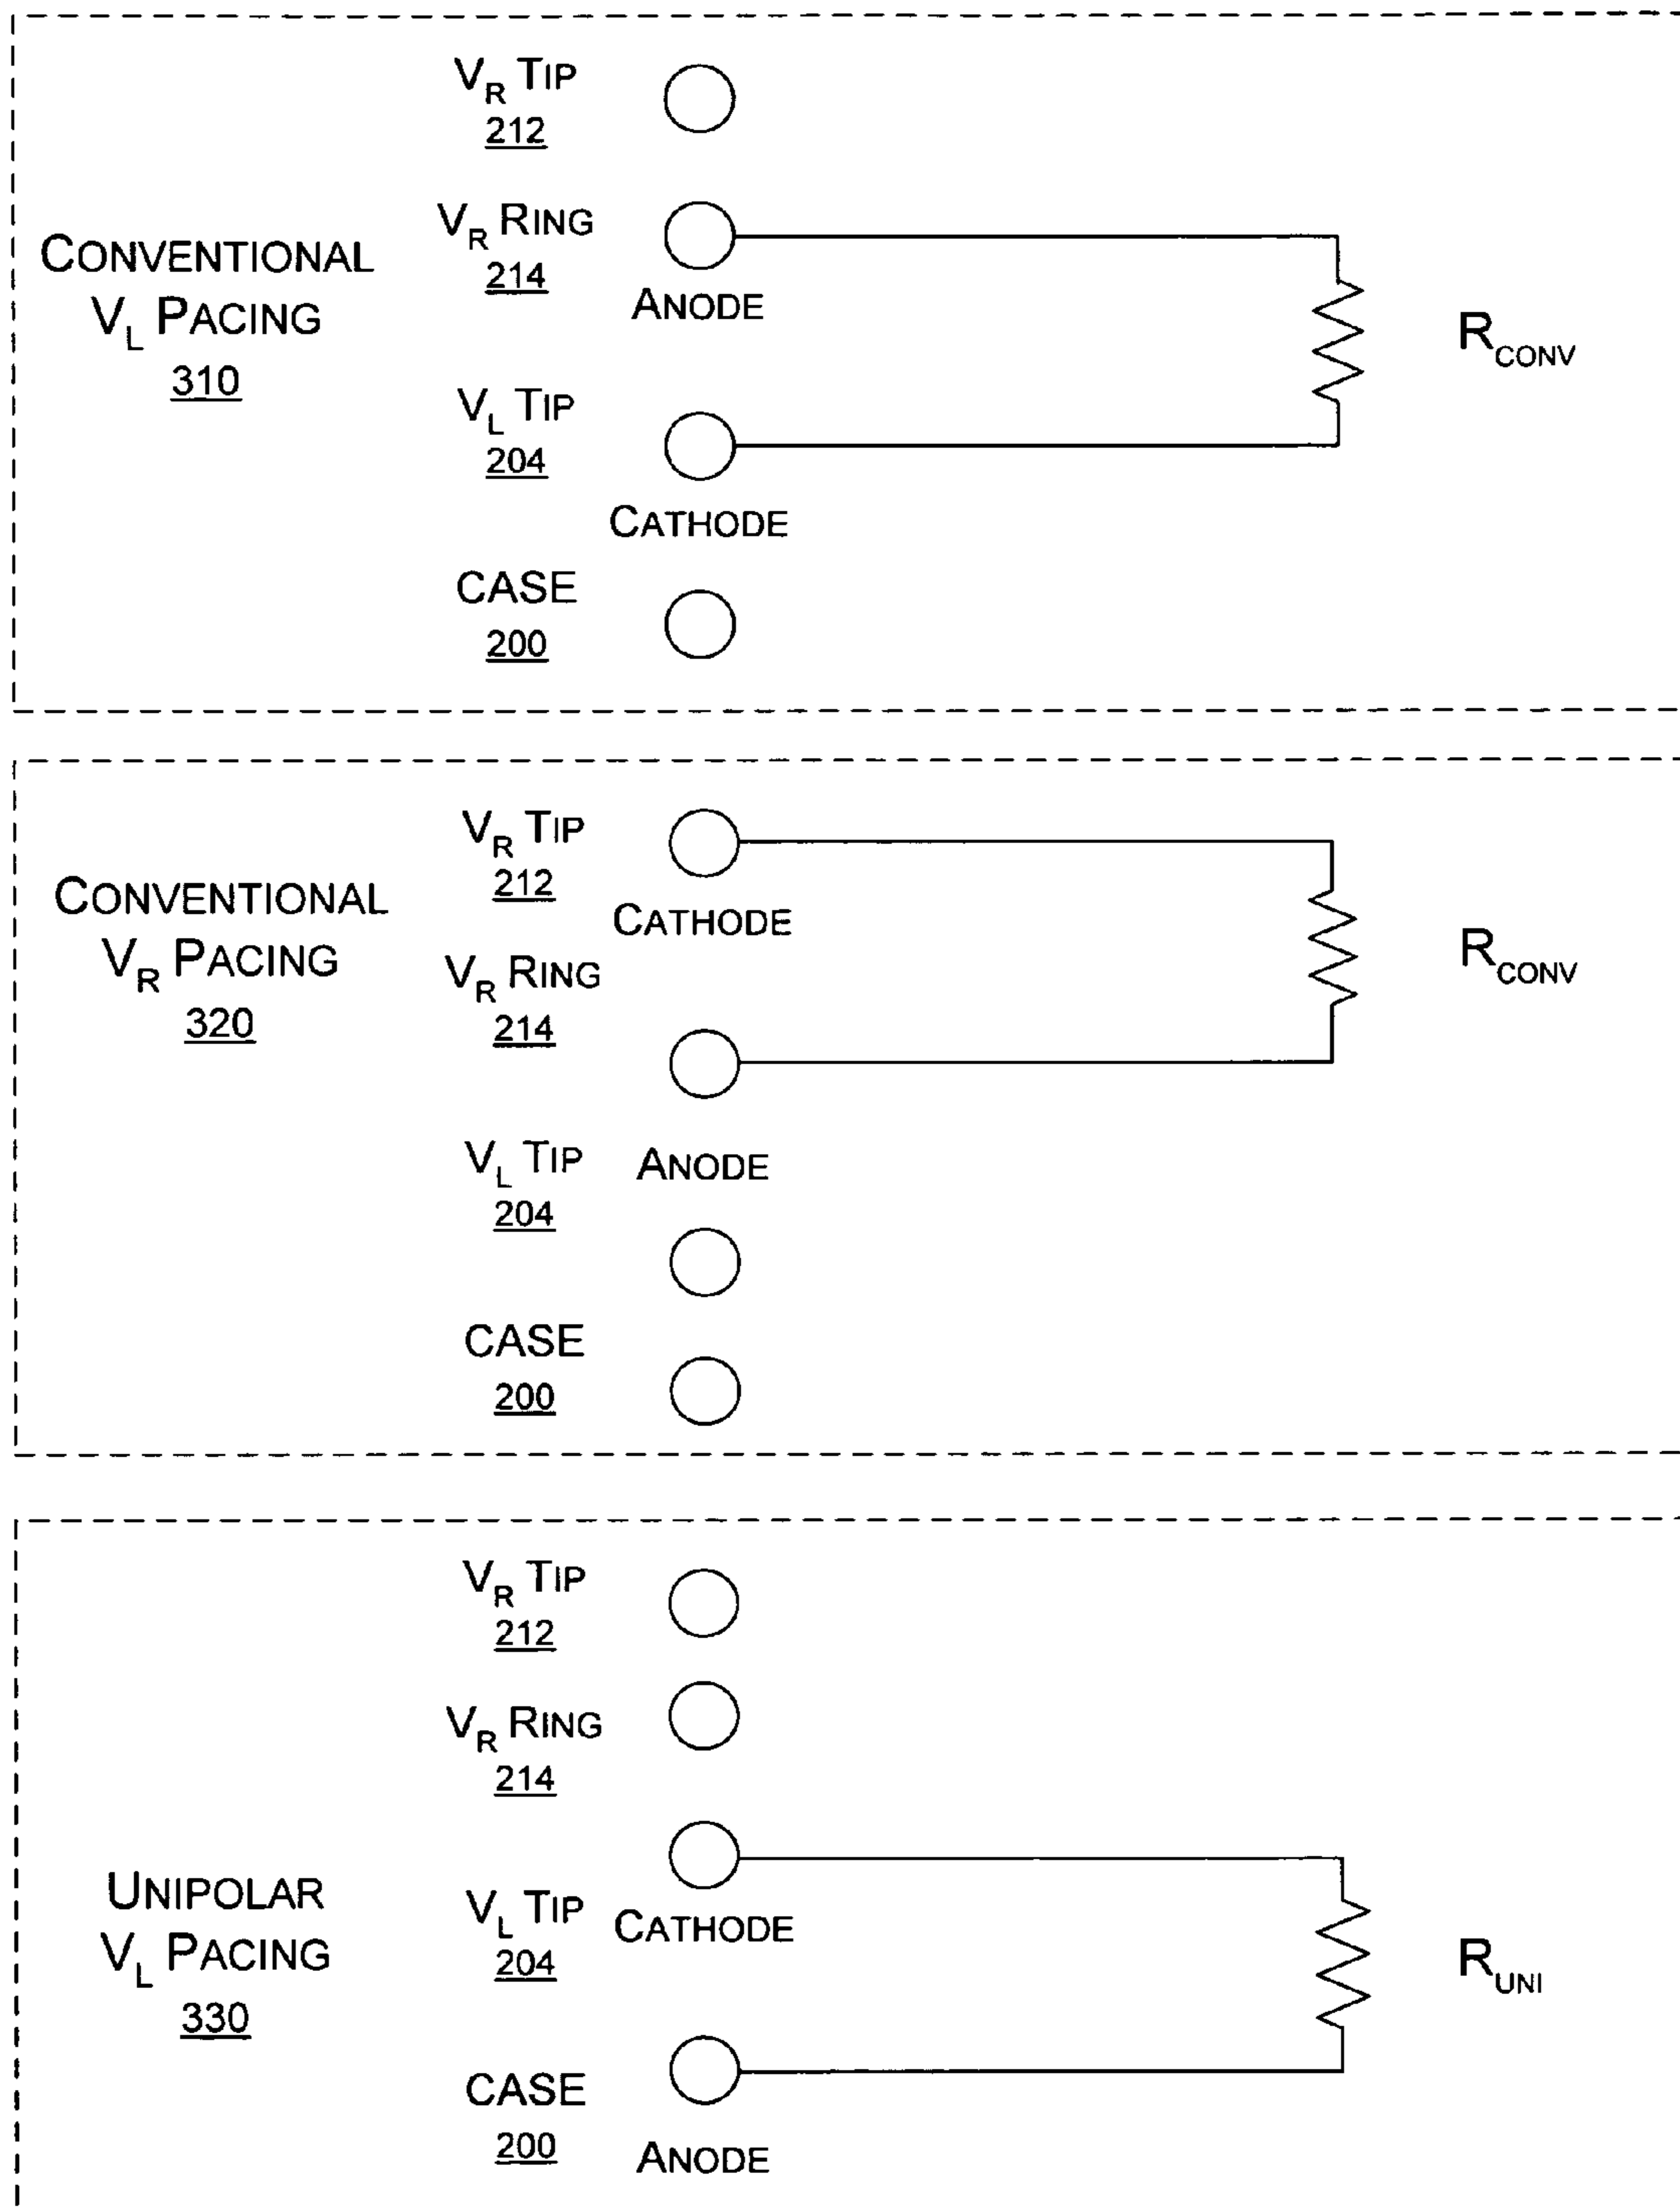 CONVENTIONAL
VL PACING
310
VR TIP
212
VR RING
214
ANODE
VL TIP
204
CATHODE
CASE
200
RCONV
CONVENTIONAL
VR PACING
320
VR TIP
212
CATHODE
VR RING
214
VL TIP
204
ANODE
CASE
200
RCONV
UNIPOLAR
VL PACING
330
VR TIP
212
VR RING
214
VL TIP
204
CATHODE
CASE
200
ANODE
RUNI